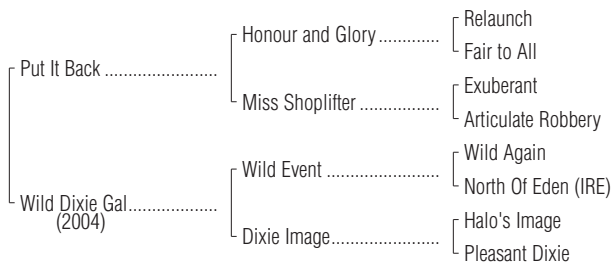 Relaunch
Honour and Glory .............
Fair to All
Put It Back ........................
Exuberant
Miss Shoplifter .................
Articulate Robbery
Wild Again
Wild Event ........................
North Of Eden (IRE)
Wild Dixie Gal...................
(2004)
Halo's Image
Dixie Image.......................
Pleasant Dixie